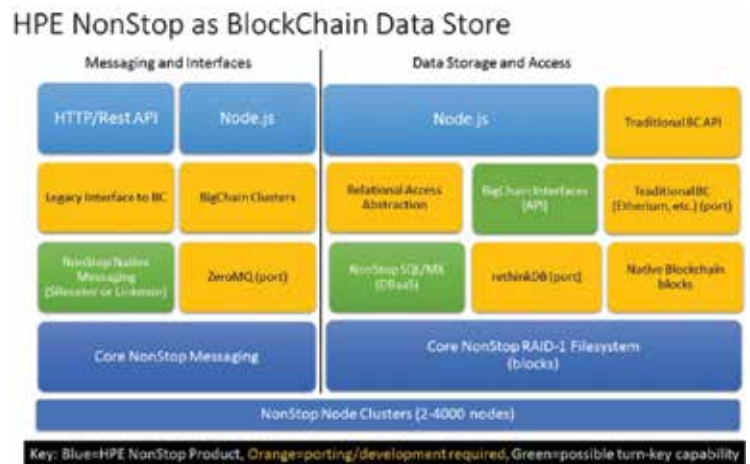 HPE NonStop as BlockChain Data Store
Messaging and Interfaces
Data Storage and Access
HTTP/Rest API
Node.js
Node.js
Traditional BC API
Legacy Interface to BC
BigChain Clusters
Relational Access
Abstraction
BigChain Interfaces
(API)
Traditional BC
(Etherium, etc.) (port)
NonStop Native
Messaging
ZeroMQ (port)
NonStop SQL/MX
(DBaaS)
rethinkDB (port)
Native Blockchain
blocks
Core NonStop Messaging
Core NonStop RAID-1 Filesystem
(blocks)
NonStop Node Clusters (2-4000 nodes)
Key: Blue=HPE NonStop Product, Orange=porting/development required, Green=possible turn-key capability